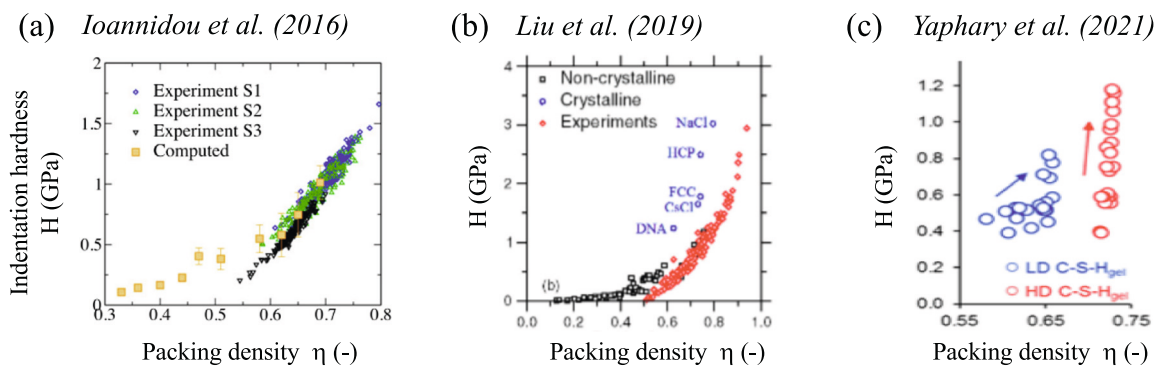 (a) Ioannidou et al. (2016)
(b) Liu et al. (2019)
(c) Yaphary et al. (2021)
Indentation hardness
H (GPa)
2
1.5
1
0.5
0
0.3 0.4 0.5 0.6 0.7 0.8
Experiment S1
Experiment S2
Experiment S3
Computed
Packing density η (-)
H (GPa)
4
3
2
1
0
0.0 0.2 0.4 0.6 0.8 1.0
Non-crystalline
Crystalline
Experiments
NaCl
HCP
FCC
CsCl
DNA
(b)
Packing density η (-)
H (GPa)
1.2
1.0
0.8
0.6
0.4
0.2
0.0
0.55 0.65 0.75
LD C-S-Hgel
HD C-S-Hgel
Packing density η (-)